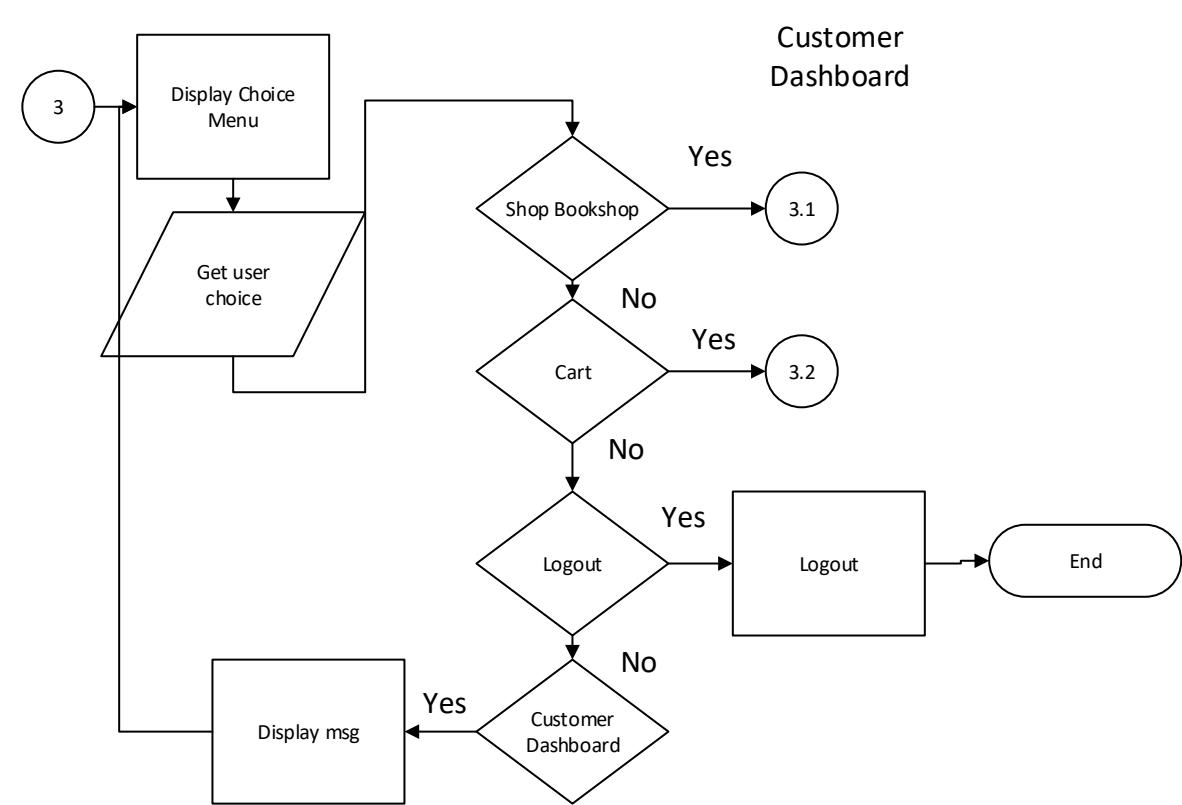 Customer
Dashboard
3
Display Choice
Menu
Yes
Shop Bookshop
3.1
Get user
choice
No
Yes
Cart
3.2
No
Yes
Logout
Logout
End
No
Yes
Customer
Dashboard
Display msg